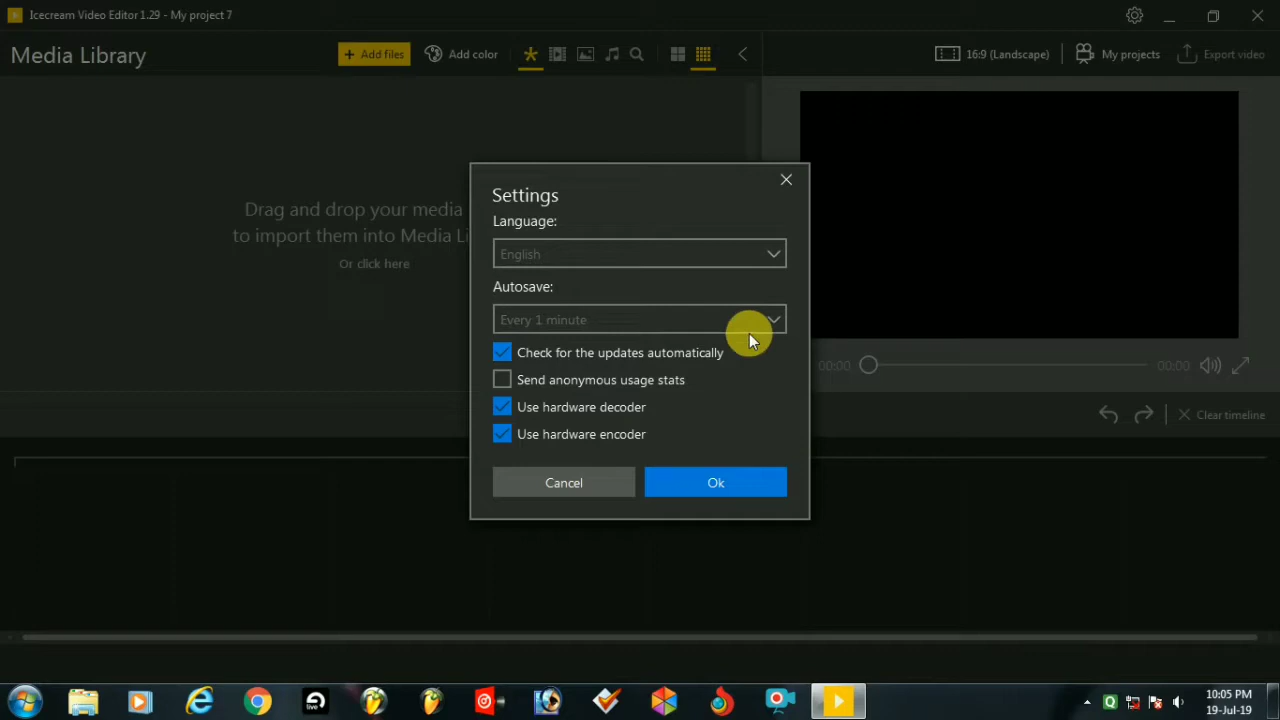 Icecream Video Editor 1.29 - My project 7
Media Library
Add files
Add color
16:9 (Landscape)
My projects
Export video
Drag and drop your media
to import them into Media Li
Or click here
Settings
Language:
English
Autosave:
Every 1 minute
Check for the updates automatically
Send anonymous usage stats
Use hardware decoder
Use hardware encoder
Cancel
Ok
00:00
00:00
Clear timeline
live
10:05 PM
19-Jul-19